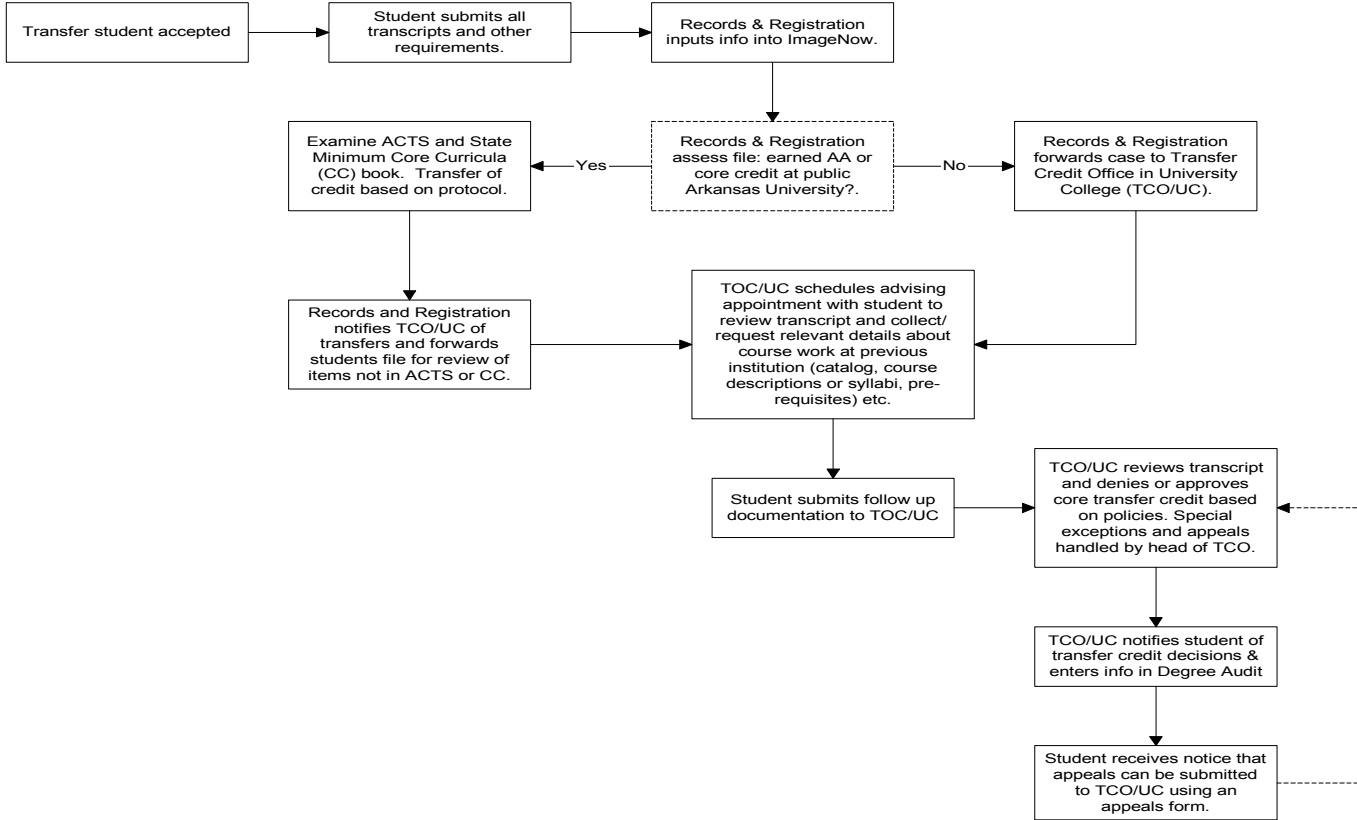 Transfer student accepted
Student submits all
transcripts and other
requirements.
Records & Registration
inputs info into ImageNow.
Examine ACTS and State
Minimum Core Curricula
(CC) book.  Transfer of
credit based on protocol.
Yes
Records & Registration
assess file: earned AA or
core credit at public
Arkansas University?.
No
Records & Registration
forwards case to Transfer
Credit Office in University
College (TCO/UC).
Records and Registration
notifies TCO/UC of
transfers and forwards
students file for review of
items not in ACTS or CC.
TOC/UC schedules advising
appointment with student to
review transcript and collect/
request relevant details about
course work at previous
institution (catalog, course
descriptions or syllabi, pre-
requisites) etc.
Student submits follow up
documentation to TOC/UC
TCO/UC reviews transcript
and denies or approves
core transfer credit based
on policies. Special
exceptions and appeals
handled by head of TCO.
TCO/UC notifies student of
transfer credit decisions &
enters info in Degree Audit
Student receives notice that
appeals can be submitted
to TCO/UC using an
appeals form.